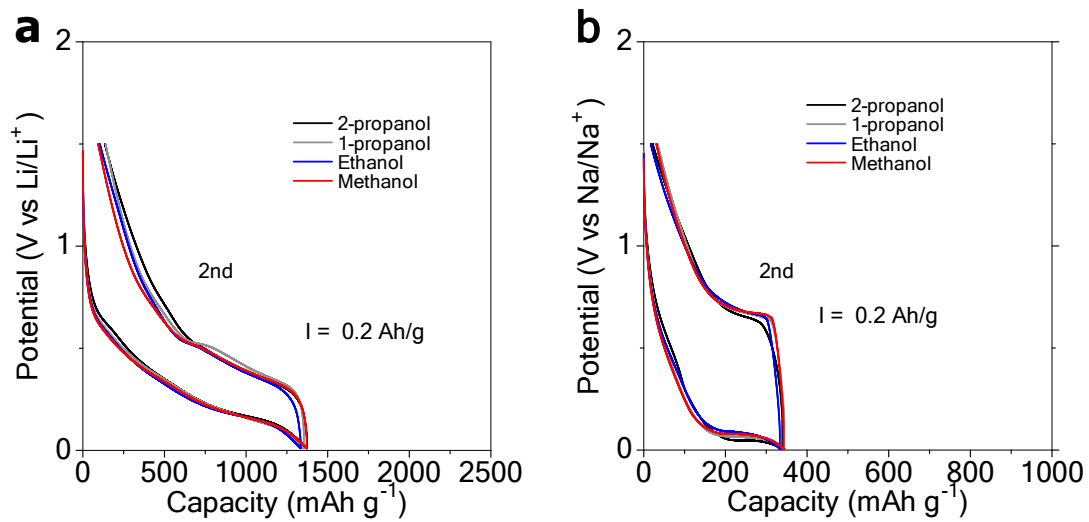 a
2
1
0
Potential (V vs Li/Li⁺)
2-propanol
1-propanol
Ethanol
Methanol
2nd
I = 0.2 Ah/g
0 500 1000 1500 2000 2500
Capacity (mAh g⁻¹)
b
2
1
0
Potential (V vs Na/Na⁺)
2-propanol
1-propanol
Ethanol
Methanol
2nd
I = 0.2 Ah/g
0 200 400 600 800 1000
Capacity (mAh g⁻¹)